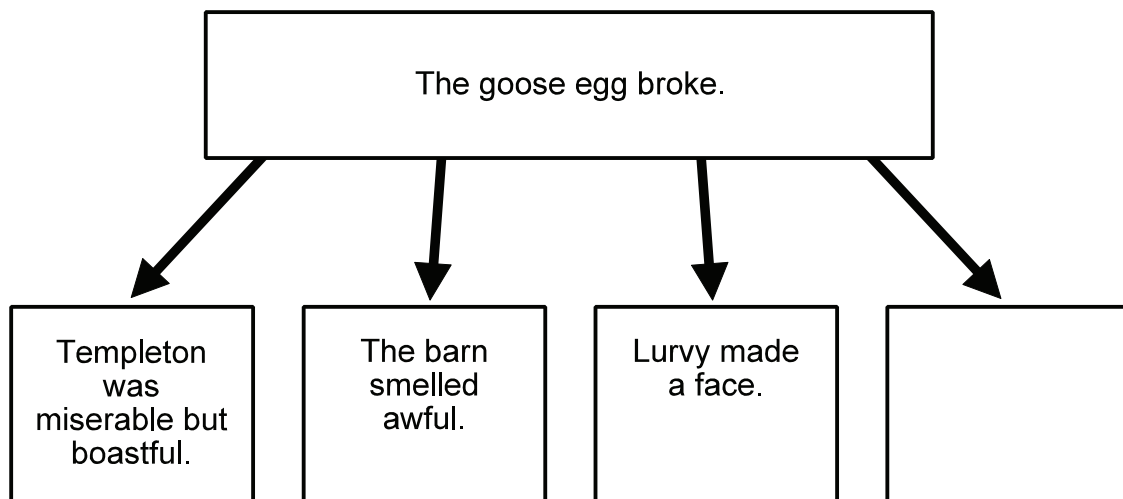 The goose egg broke.
Templeton
was
miserable but
boastful.
The barn
smelled
awful.
Lurvy made
a face.